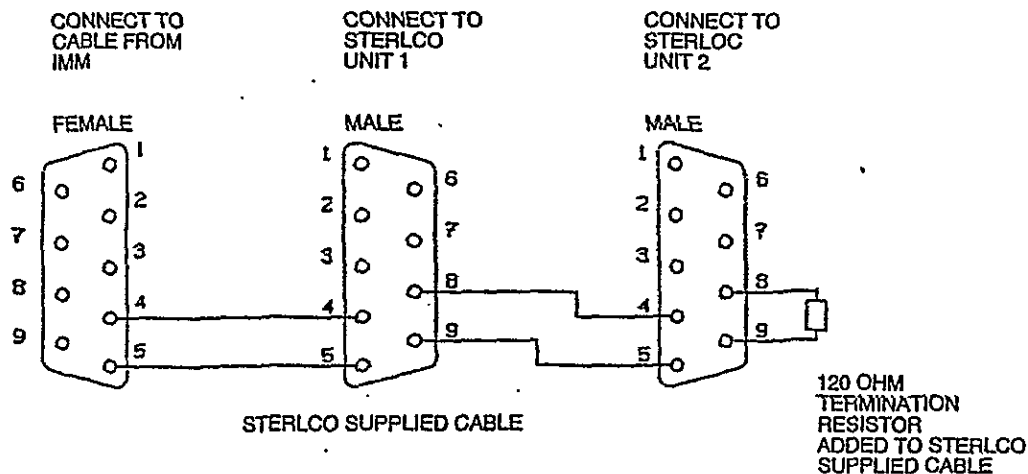 CONNECT TO
CABLE FROM
IMM
CONNECT TO
STERLCO
UNIT 1
CONNECT TO
STERLOC
UNIT 2
FEMALE
MALE
MALE
1
2
3
4
5
6
7
8
9
1
2
3
4
5
6
7
8
9
1
2
3
4
5
6
7
8
9
STERLCO SUPPLIED CABLE
120 OHM
TERMINATION
RESISTOR
ADDED TO STERLCO
SUPPLIED CABLE